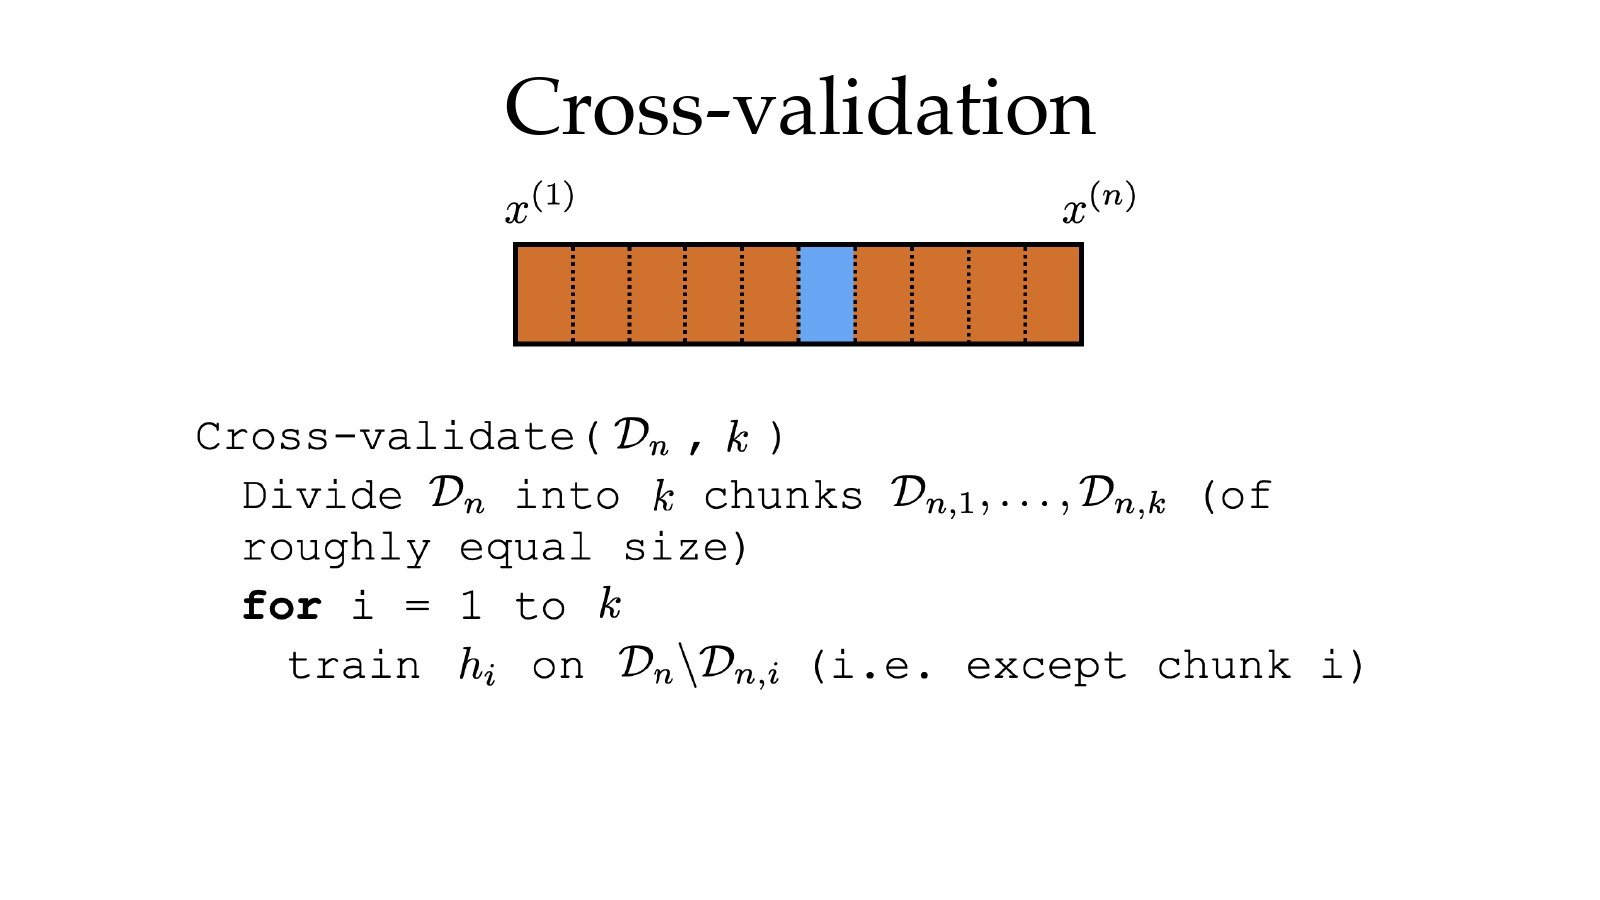 Cross-validation
x^{(1)} x^{(n)}
Cross-validate( 𝒟_n , k )
Divide 𝒟_n into k chunks 𝒟_{n,1},...,𝒟_{n,k} (of
roughly equal size)
for i = 1 to k
train h_i on 𝒟_n\𝒟_{n,i} (i.e. except chunk i)